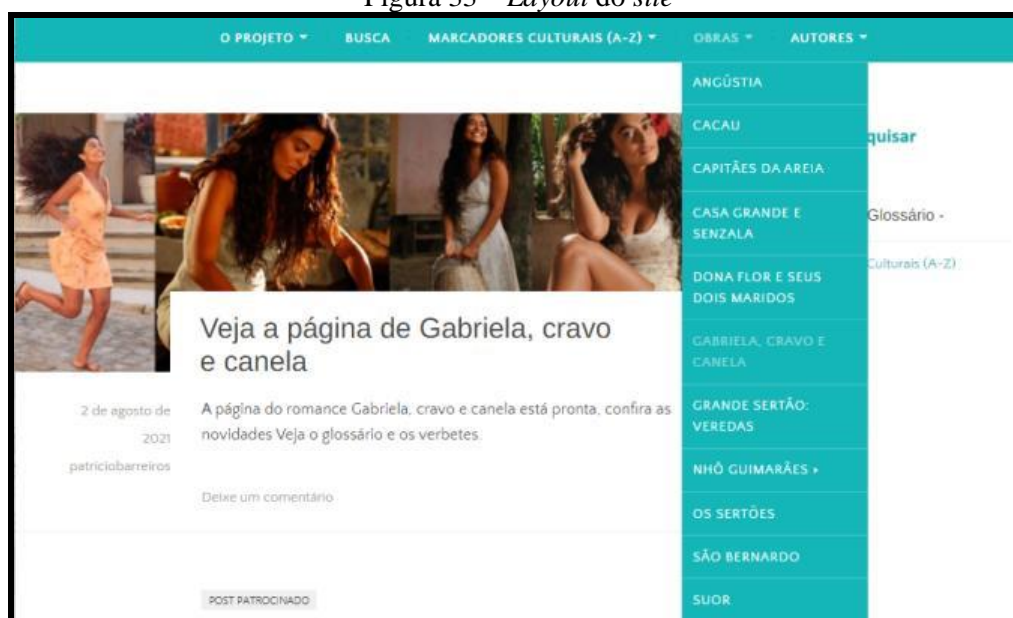 Figura 33 – Layout do site
O PROJETO BUSCA MARCADORES CULTURAIS (A-Z) OBRAS AUTORES
ANGÚSTIA
CACAU
CAPITÃES DA AREIA
CASA GRANDE E
SENZALA
DONA FLOR E SEUS
DOIS MARIDOS
GABRIELA, CRAVO E
CANELA
GRANDE SERTÃO:
VEREDAS
NHÔ GUIMARÃES
OS SERTÕES
SÃO BERNARDO
SUOR
quisar
Glossário -
Culturais (A-Z)
Veja a página de Gabriela, cravo
e canela
2 de agosto de
2021
patriciobarreiros
A página do romance Gabriela, cravo e canela está pronta, confira as
novidades Veja o glossário e os verbetes.
Deixe um comentário
POST PATROCINADO